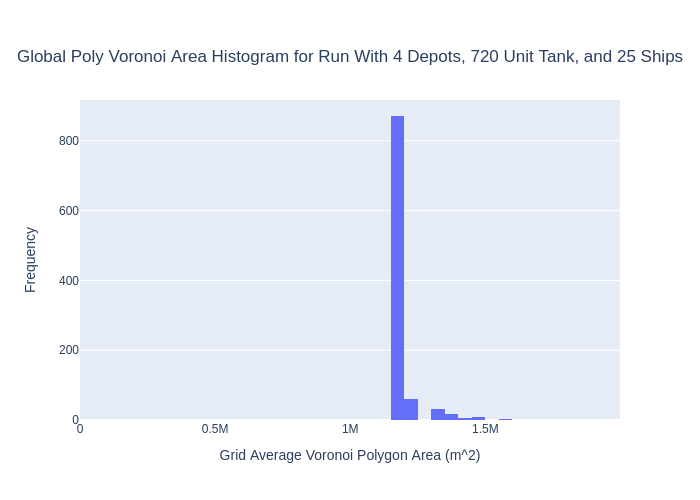 Global Poly Voronoi Area Histogram for Run With 4 Depots, 720 Unit Tank, and 25 Ships
800
600
400
200
0
0 0.5M 1M 1.5M
Frequency
Grid Average Voronoi Polygon Area (m^2)